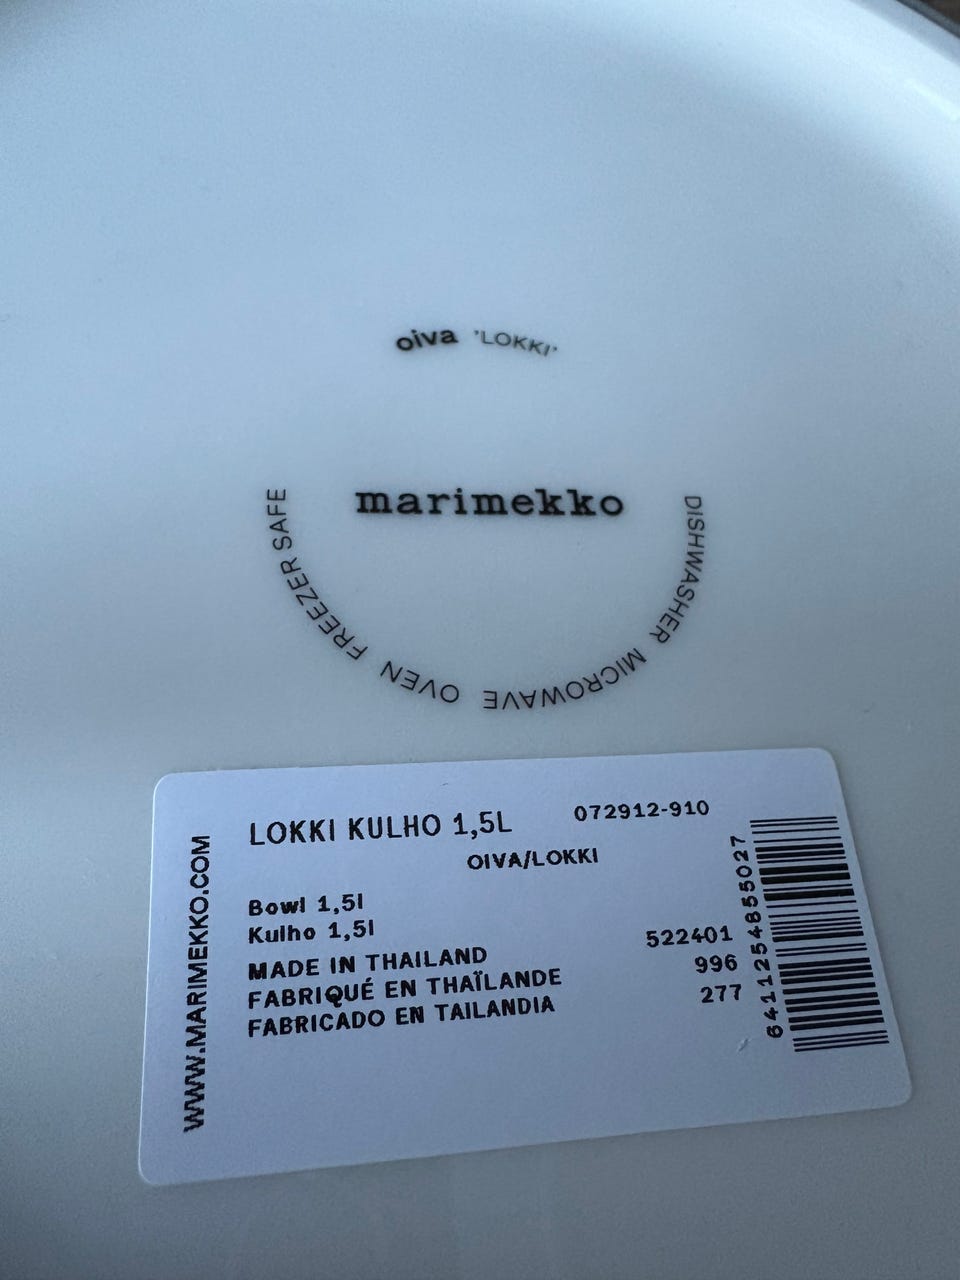 oiva 'LOKKI'
marimekko
DISHWASHER MICROWAVE OVEN FREEZER SAFE
LOKKI KULHO 1,5L 072912-910
OIVA/LOKKI
Bowl 1,5l
Kulho 1,5l
MADE IN THAILAND 522401
FABRIQUÉ EN THAÏLANDE 996
FABRICADO EN TAILANDIA 277
WWW.MARIMEKKO.COM
6411254855027